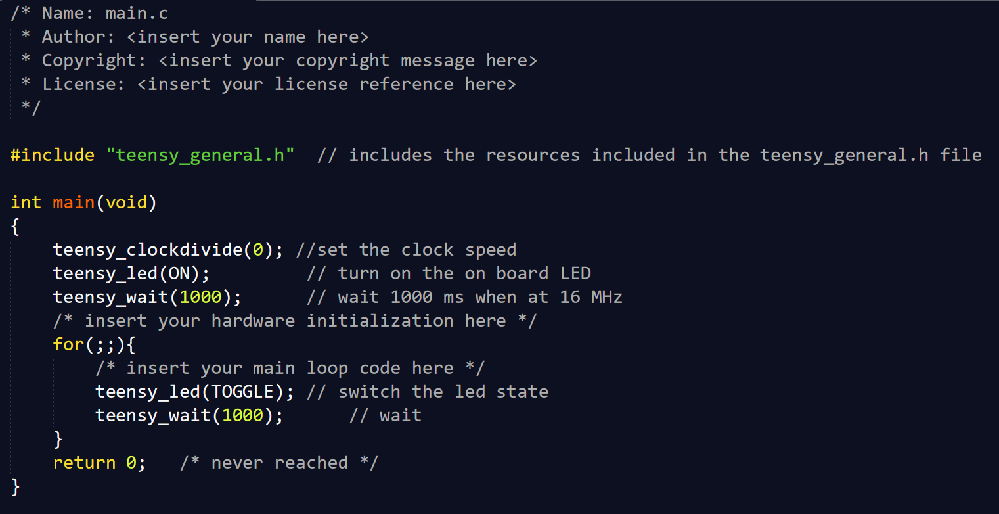 /* Name: main.c
 * Author: <insert your name here>
 * Copyright: <insert your copyright message here>
 * License: <insert your license reference here>
 */

#include "teensy_general.h"  // includes the resources included in the teensy_general.h file

int main(void)
{
    teensy_clockdivide(0); //set the clock speed
    teensy_led(ON);         // turn on the on board LED
    teensy_wait(1000);      // wait 1000 ms when at 16 MHz
    /* insert your hardware initialization here */
    for(;;){
        /* insert your main loop code here */
        teensy_led(TOGGLE); // switch the led state
        teensy_wait(1000);      // wait
    }
    return 0;   /* never reached */
}